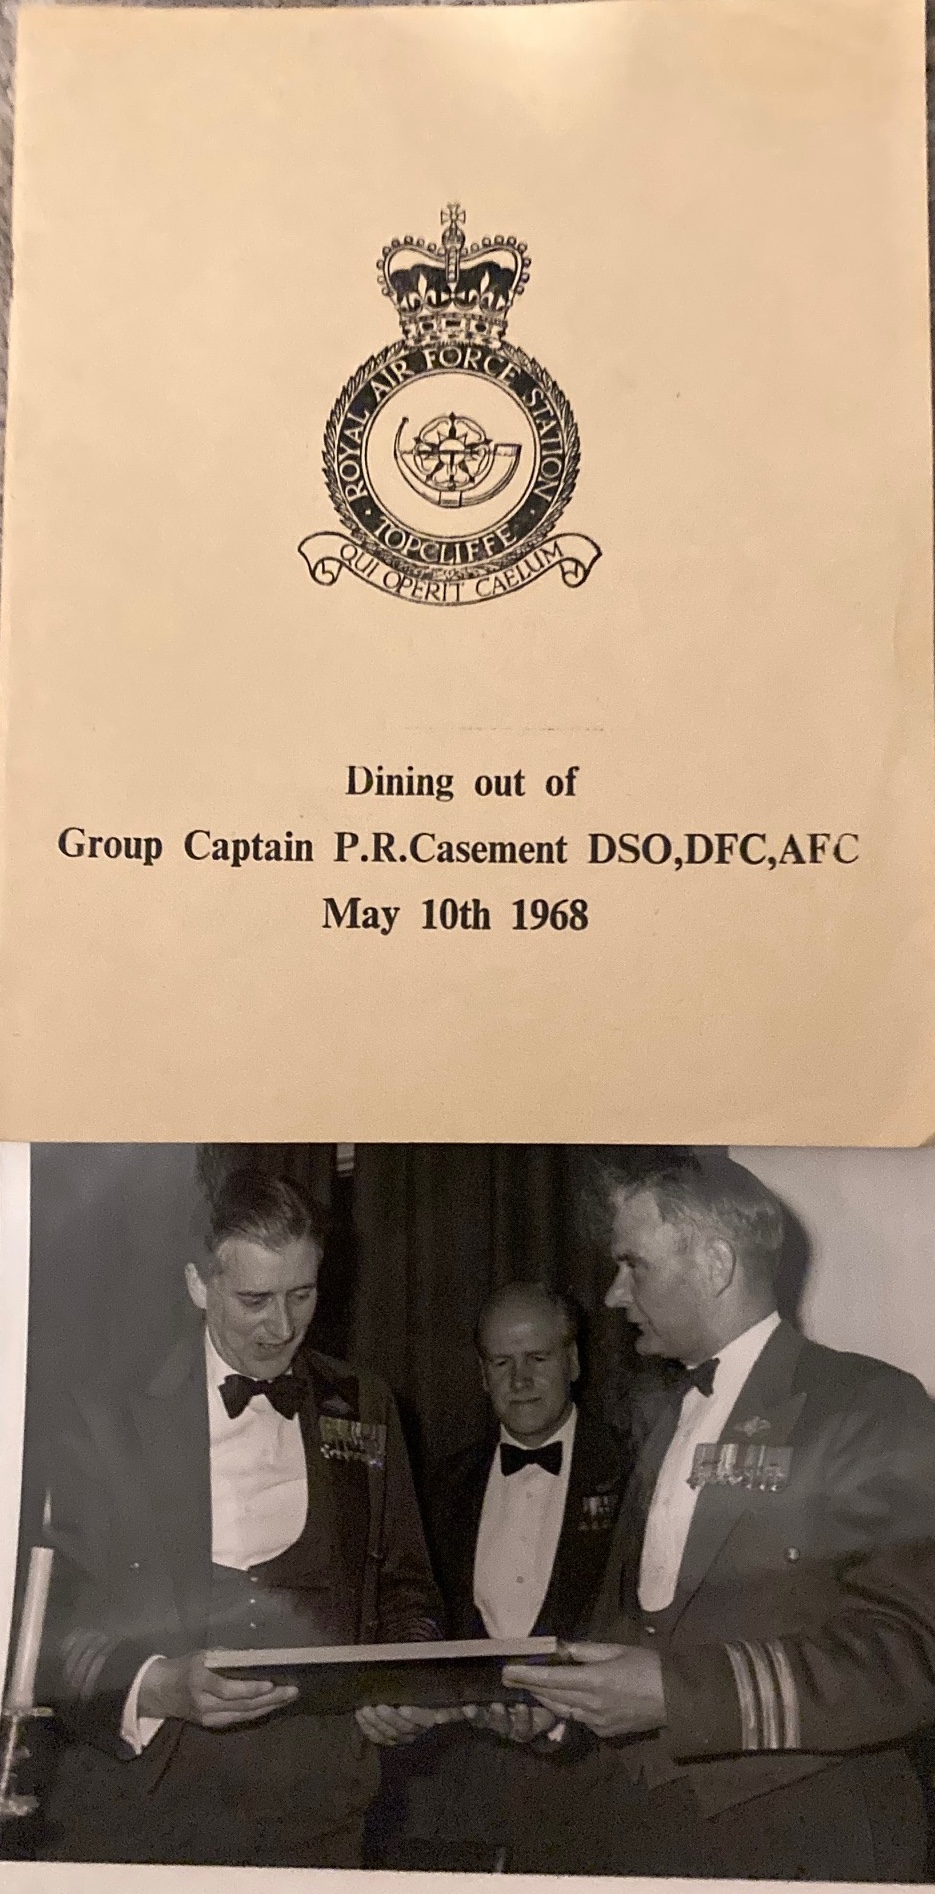 ROYAL AIR FORCE STATION
TOPCLIFFE
QUI OPERIT CAELUM
Dining out of
Group Captain P.R.Casement DSO,DFC,AFC
May 10th 1968